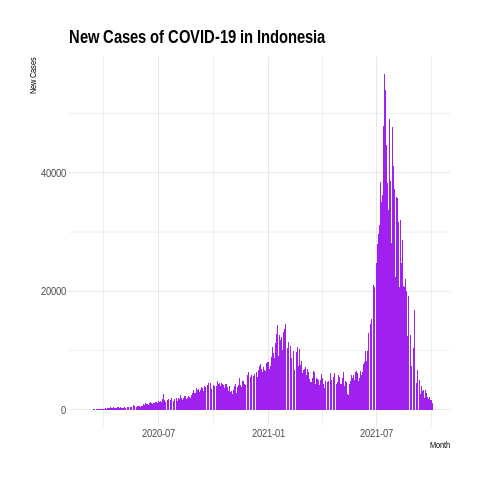 New Cases of COVID-19 in Indonesia
New Cases
40000
20000
0
2020-07
2021-01
2021-07
Month